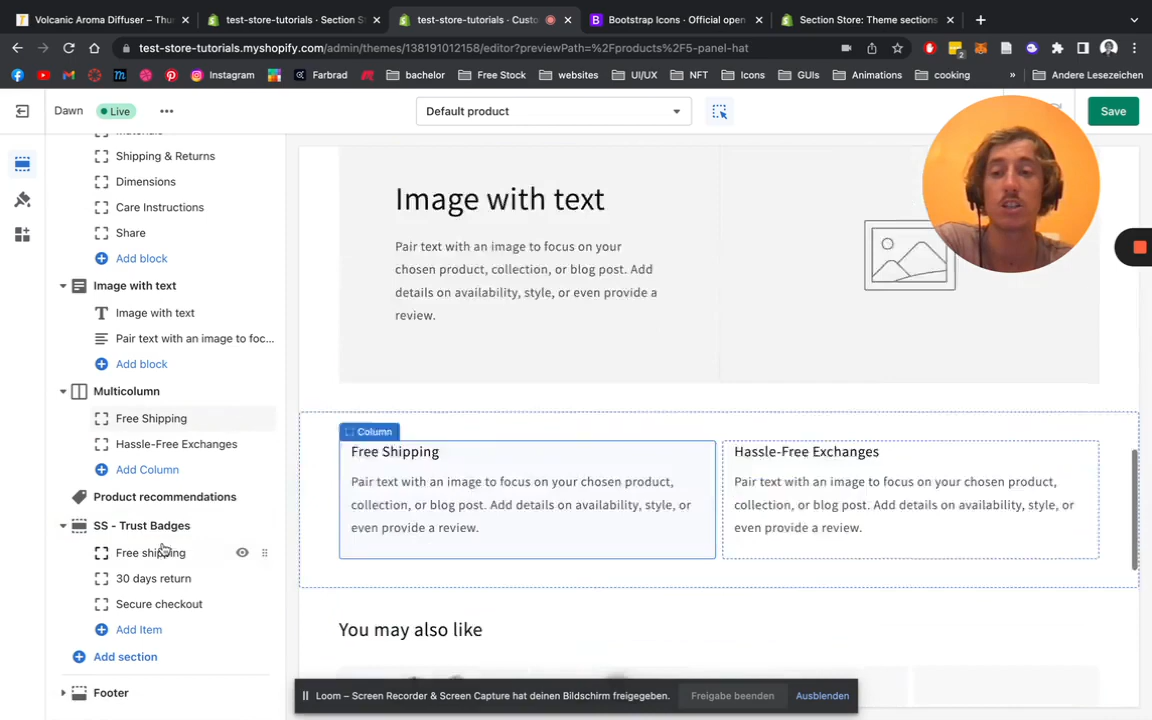 Volcanic Aroma Diffuser – Thun
test-store-tutorials · Section S
test-store-tutorials · Custo
Bootstrap Icons · Official open
Section Store: Theme sections
test-store-tutorials.myshopify.com/admin/themes/138191012158/editor?previewPath=%2Fproducts%2F5-panel-hat
Instagram
Farbrad
bachelor
Free Stock
websites
UI/UX
NFT
Icons
GUIs
Animations
cooking
»
Andere Lesezeichen
Dawn
Live
Default product
Save
Materials
Shipping & Returns
Dimensions
Care Instructions
Share
Add block
Image with text
Image with text
Pair text with an image to foc...
Add block
Multicolumn
Free Shipping
Hassle-Free Exchanges
Add Column
Product recommendations
SS - Trust Badges
Free shipping
30 days return
Secure checkout
Add Item
Add section
Footer
Image with text
Pair text with an image to focus on your
chosen product, collection, or blog post. Add
details on availability, style, or even provide a
review.
Column
Free Shipping
Pair text with an image to focus on your chosen product,
collection, or blog post. Add details on availability, style, or
even provide a review.
Hassle-Free Exchanges
Pair text with an image to focus on your chosen product,
collection, or blog post. Add details on availability, style, or
even provide a review.
You may also like
Loom – Screen Recorder & Screen Capture hat deinen Bildschirm freigegeben.
Freigabe beenden
Ausblenden